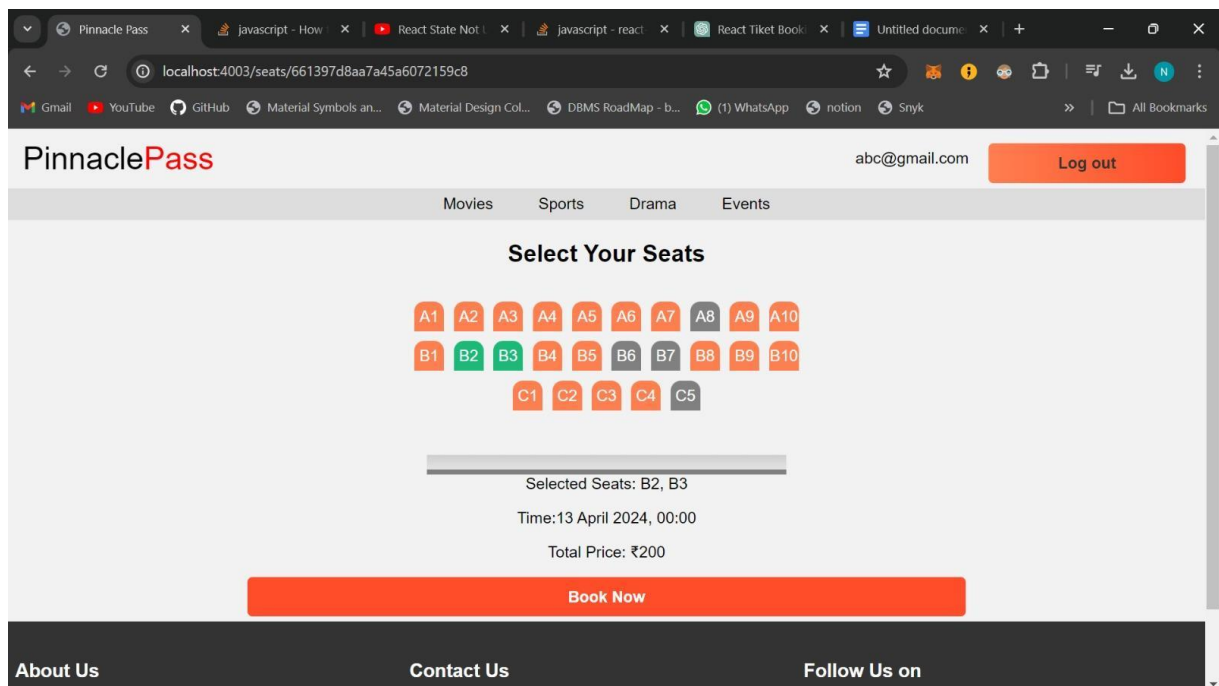 Pinnacle Pass
javascript - How
React State Not
javascript - react-
React Tiket Book
Untitled docume
localhost:4003/seats/661397d8aa7a45a6072159c8
N
Gmail YouTube GitHub Material Symbols an... Material Design Col... DBMS RoadMap - b... (1) WhatsApp notion Snyk » All Bookmarks
PinnaclePass abc@gmail.com Log out
Movies Sports Drama Events
Select Your Seats
A1 A2 A3 A4 A5 A6 A7 A8 A9 A10
B1 B2 B3 B4 B5 B6 B7 B8 B9 B10
C1 C2 C3 C4 C5
Selected Seats: B2, B3
Time:13 April 2024, 00:00
Total Price: ₹200
Book Now
About Us Contact Us Follow Us on